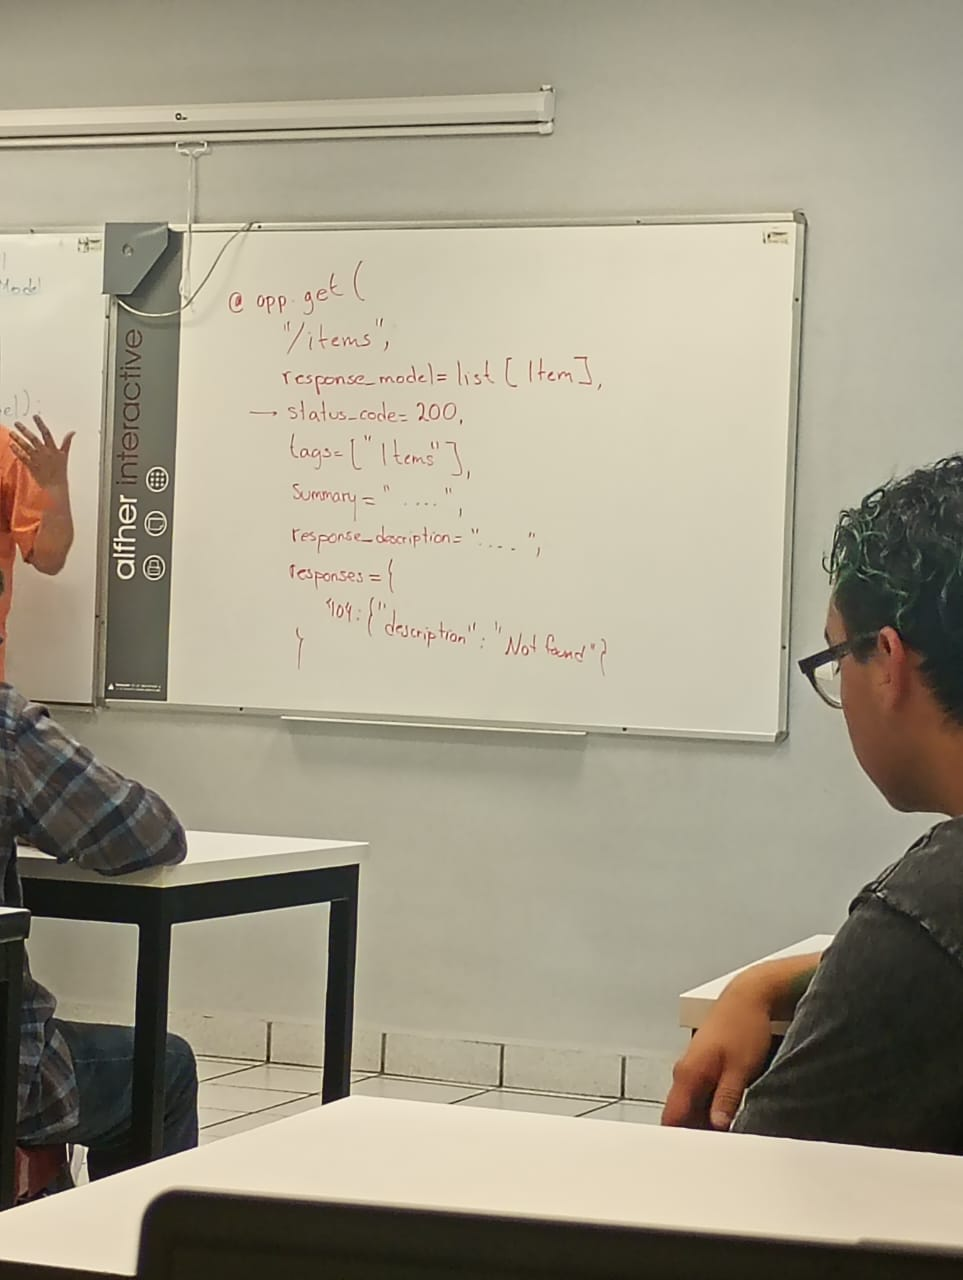 Model
el);
alfher interactive
@ app.get (
"/items",
response_model= list [ Item ],
→ status_code= 200,
tags= ["Items"],
Summary= " .... ",
response_description= "....",
responses = {
404: {"description": "Not found"}
}